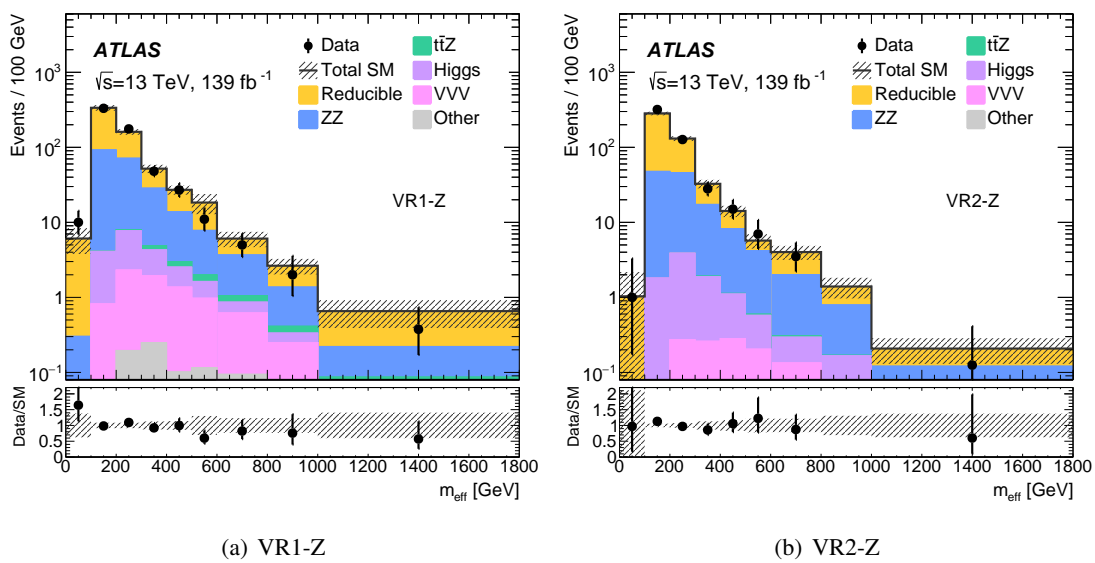 Events / 100 GeV
10³
10²
10
1
10⁻¹
ATLAS
√s=13 TeV, 139 fb⁻¹
Data
Total SM
Reducible
ZZ
tt̄Z
Higgs
VVV
Other
VR1-Z
Data/SM
2
1.5
1
0.5
0
0 200 400 600 800 1000 1200 1400 1600 1800
m_eff [GeV]
(a) VR1-Z
Events / 100 GeV
10³
10²
10
1
10⁻¹
ATLAS
√s=13 TeV, 139 fb⁻¹
Data
Total SM
Reducible
ZZ
tt̄Z
Higgs
VVV
Other
VR2-Z
Data/SM
2
1.5
1
0.5
0
0 200 400 600 800 1000 1200 1400 1600 1800
m_eff [GeV]
(b) VR2-Z